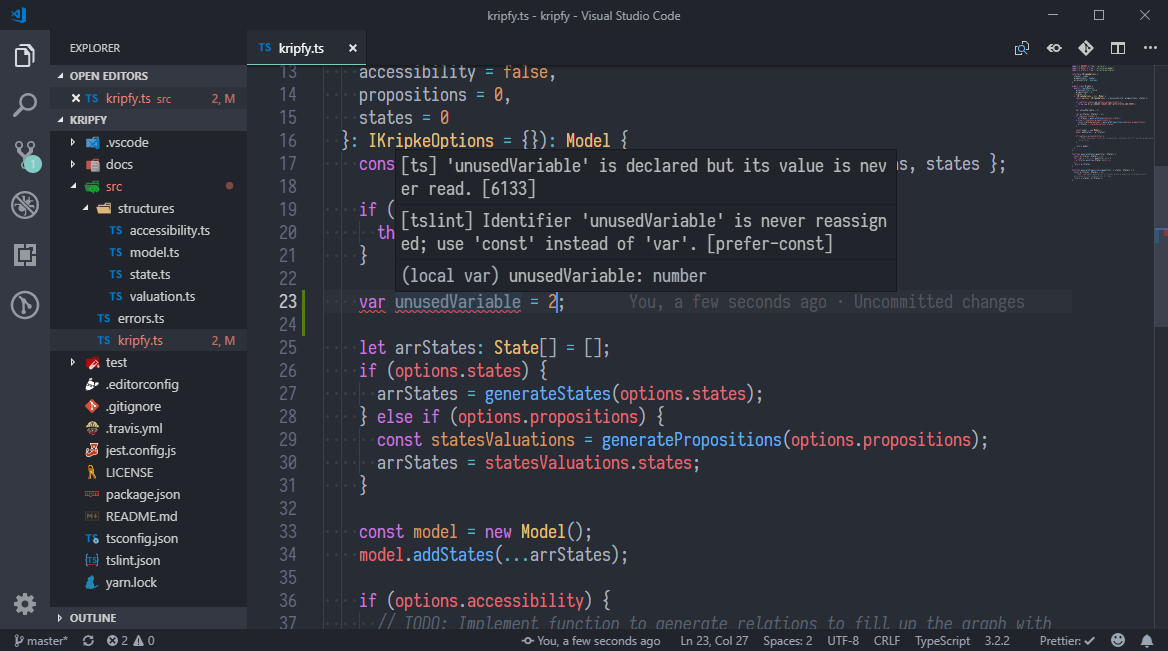 kripfy.ts - kripfy - Visual Studio Code
EXPLORER
OPEN EDITORS
TS kripfy.ts src 2, M
KRIPFY
.vscode
docs
src
structures
TS accessibility.ts
TS model.ts
TS state.ts
TS valuation.ts
TS errors.ts
TS kripfy.ts 2, M
test
.editorconfig
.gitignore
.travis.yml
jest.config.js
LICENSE
package.json
README.md
tsconfig.json
tslint.json
yarn.lock
OUTLINE
1
TS kripfy.ts
13 accessibility = false,
14 propositions = 0,
15 states = 0
16 }: IKripkeOptions = {}): Model {
17 cons s, states };
18
19 if (
20 th
21 }
22
[ts] 'unusedVariable' is declared but its value is nev
er read. [6133]
[tslint] Identifier 'unusedVariable' is never reassign
ed; use 'const' instead of 'var'. [prefer-const]
(local var) unusedVariable: number
23 var unusedVariable = 2; You, a few seconds ago · Uncommitted changes
24
25 let arrStates: State[] = [];
26 if (options.states) {
27 arrStates = generateStates(options.states);
28 } else if (options.propositions) {
29 const statesValuations = generatePropositions(options.propositions);
30 arrStates = statesValuations.states;
31 }
32
33 const model = new Model();
34 model.addStates(...arrStates);
35
36 if (options.accessibility) {
37 // TODO: Implement function to generate relations to fill up the graph with
master* 2 0 You, a few seconds ago Ln 23, Col 27 Spaces: 2 UTF-8 CRLF TypeScript 3.2.2 Prettier: ✓